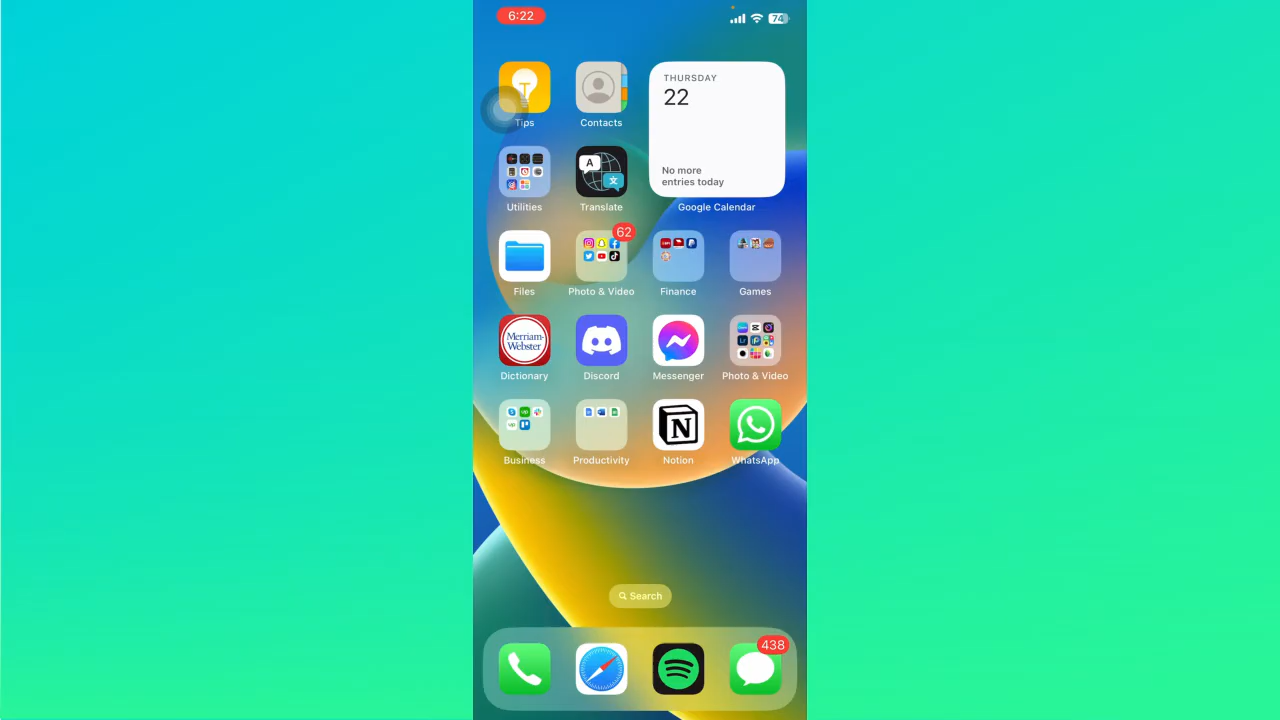 6:22
74
THURSDAY
22
No more
entries today
Tips
Contacts
A
文
Utilities
Translate
Google Calendar
62
Files
Photo & Video
Finance
Games
Merriam-
Webster
Dictionary
Discord
Messenger
Photo & Video
N
Business
Productivity
Notion
WhatsApp
Search
438